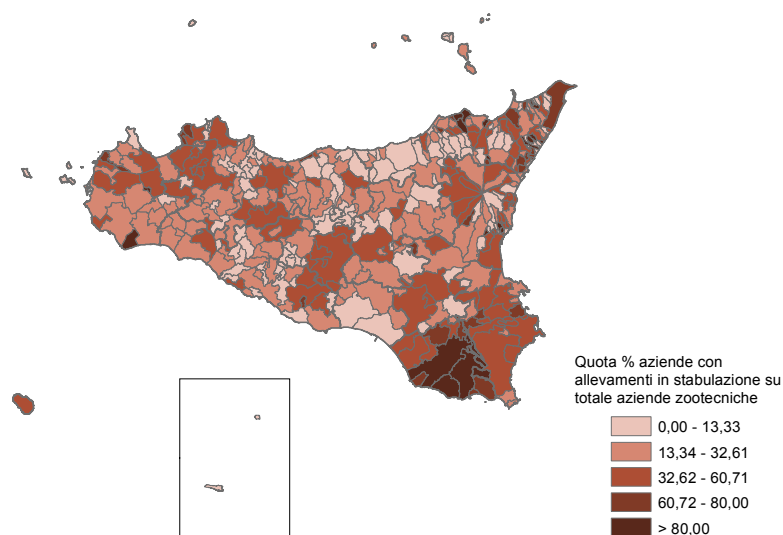 Quota % aziende con
allevamenti in stabulazione su
totale aziende zootecniche
0,00 - 13,33
13,34 - 32,61
32,62 - 60,71
60,72 - 80,00
> 80,00